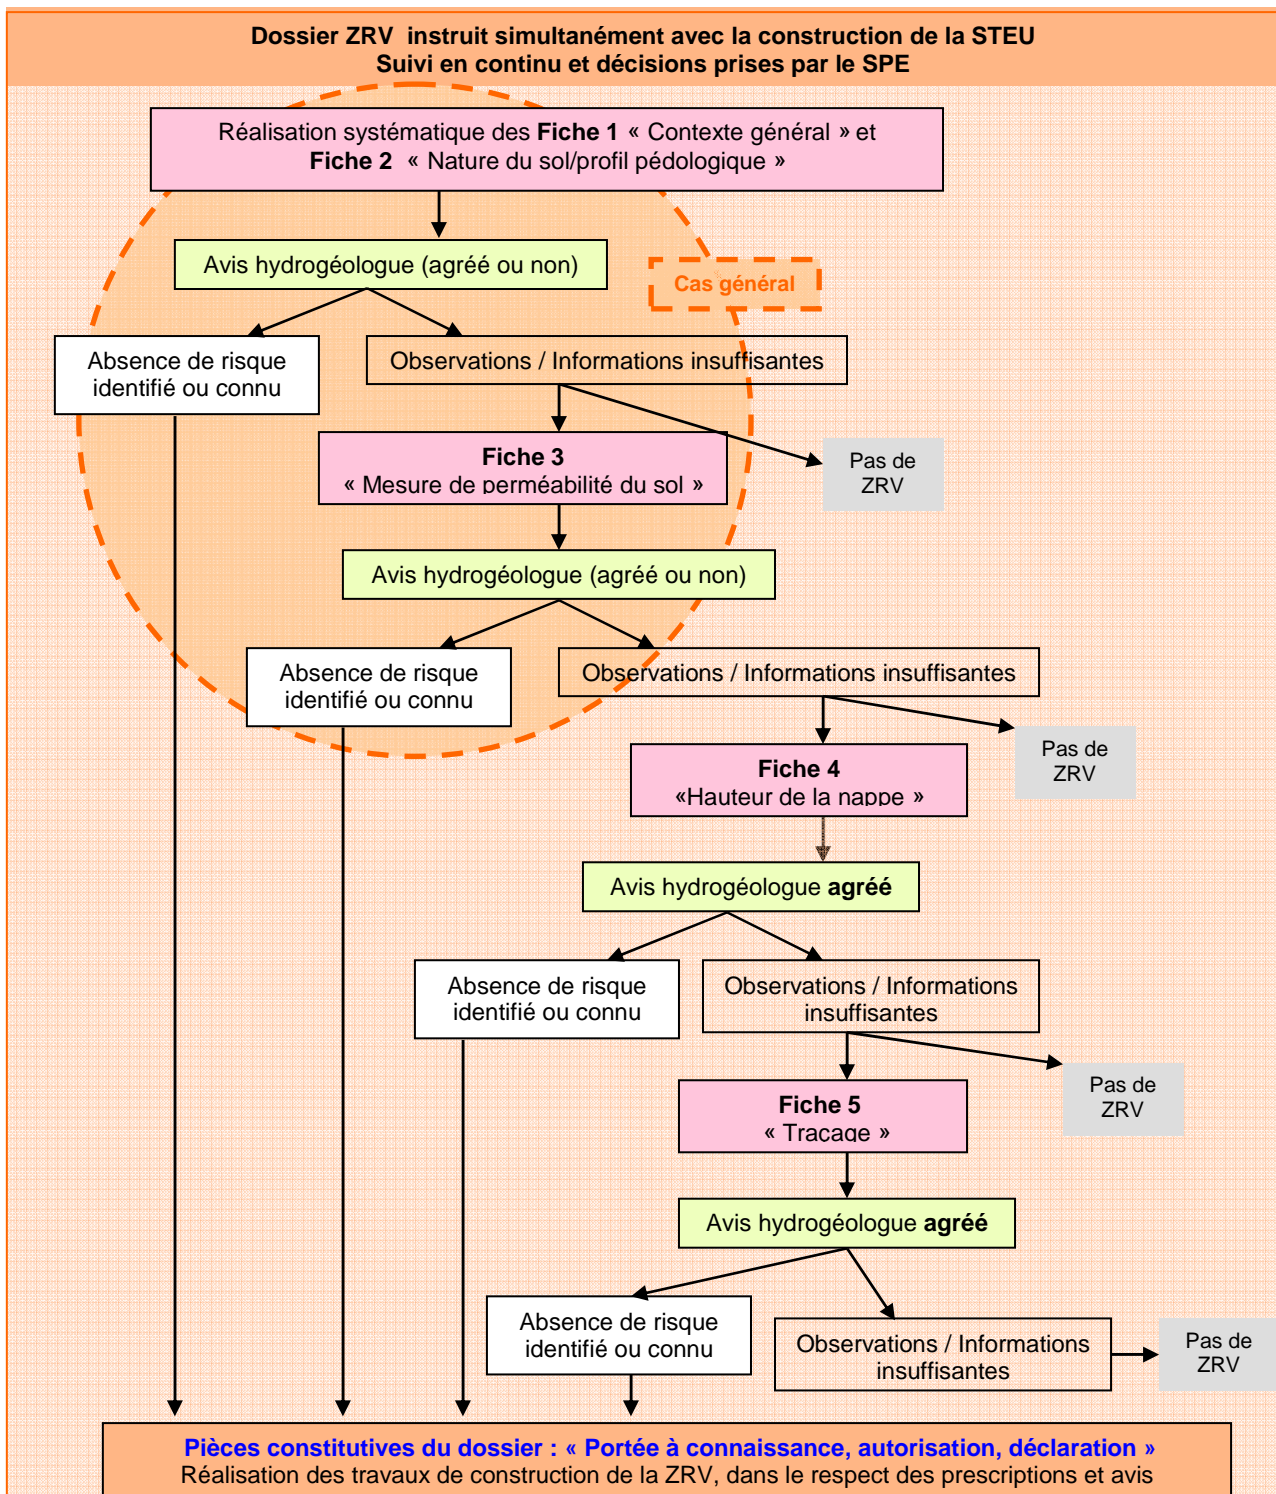 Dossier ZRV instruit simultanément avec la construction de la STEU
Suivi en continu et décisions prises par le SPE
Réalisation systématique des Fiche 1 « Contexte général » et
Fiche 2 « Nature du sol/profil pédologique »
Avis hydrogéologue (agréé ou non)
Cas général
Absence de risque
identifié ou connu
Observations / Informations insuffisantes
Fiche 3
« Mesure de perméabilité du sol »
Pas de
ZRV
Avis hydrogéologue (agréé ou non)
Absence de risque
identifié ou connu
Observations / Informations insuffisantes
Fiche 4
«Hauteur de la nappe »
Pas de
ZRV
Avis hydrogéologue agréé
Absence de risque
identifié ou connu
Observations / Informations
insuffisantes
Fiche 5
« Traçage »
Pas de
ZRV
Avis hydrogéologue agréé
Absence de risque
identifié ou connu
Observations / Informations
insuffisantes
Pas de
ZRV
Pièces constitutives du dossier : « Portée à connaissance, autorisation, déclaration »
Réalisation des travaux de construction de la ZRV, dans le respect des prescriptions et avis